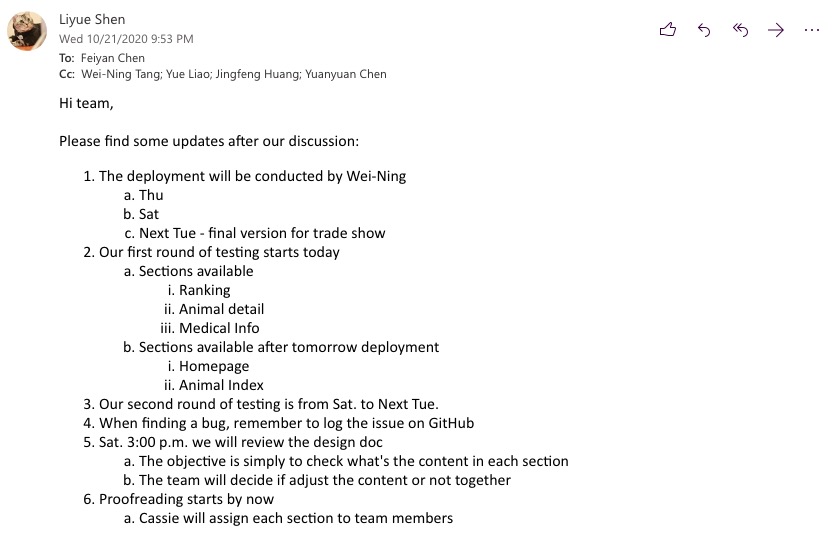 Liyue Shen
Wed 10/21/2020 9:53 PM
To: Feiyan Chen
Cc: Wei-Ning Tang; Yue Liao; Jingfeng Huang; Yuanyuan Chen
Hi team,
Please find some updates after our discussion:
1. The deployment will be conducted by Wei-Ning
a. Thu
b. Sat
c. Next Tue - final version for trade show
2. Our first round of testing starts today
a. Sections available
i. Ranking
ii. Animal detail
iii. Medical Info
b. Sections available after tomorrow deployment
i. Homepage
ii. Animal Index
3. Our second round of testing is from Sat. to Next Tue.
4. When finding a bug, remember to log the issue on GitHub
5. Sat. 3:00 p.m. we will review the design doc
a. The objective is simply to check what's the content in each section
b. The team will decide if adjust the content or not together
6. Proofreading starts by now
a. Cassie will assign each section to team members